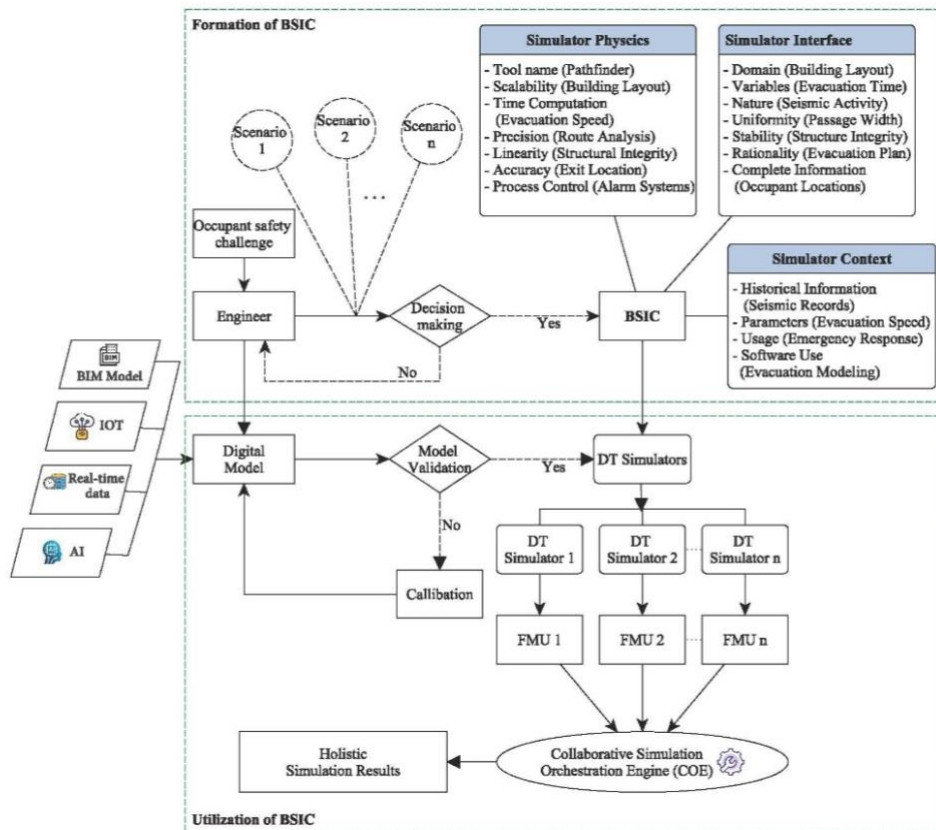 Formation of BSIC
Simulator Physcics
- Tool name (Pathfinder)
- Scalability (Building Layout)
- Time Computation
(Evacuation Speed)
- Precision (Route Analysis)
- Linearity (Structural Integrity)
- Accuracy (Exit Location)
- Process Control (Alarm Systems)
Simulator Interface
- Domain (Building Layout)
- Variables (Evacuation Time)
- Nature (Seismic Activity)
- Uniformity (Passage Width)
- Stability (Structure Integrity)
- Rationality (Evacuation Plan)
- Complete Information
(Occupant Locations)
Scenario
1
Scenario
2
Scenario
n
...
Occupant safety
challenge
Engineer
Decision
making
Yes
No
BSIC
Simulator Context
- Historical Information
(Seismic Records)
- Parameters (Evacuation Speed)
- Usage (Emergency Response)
- Software Use
(Evacuation Modeling)
BIM
BIM Model
IOT
Real-time
data
AI
AI
Digital
Model
Model
Validation
Yes
No
Callibation
DT Simulators
DT
Simulator 1
DT
Simulator 2
DT
Simulator n
FMU 1
FMU 2
FMU n
Collaborative Simulation
Orchestration Engine (COE)
Holistic
Simulation Results
Utilization of BSIC